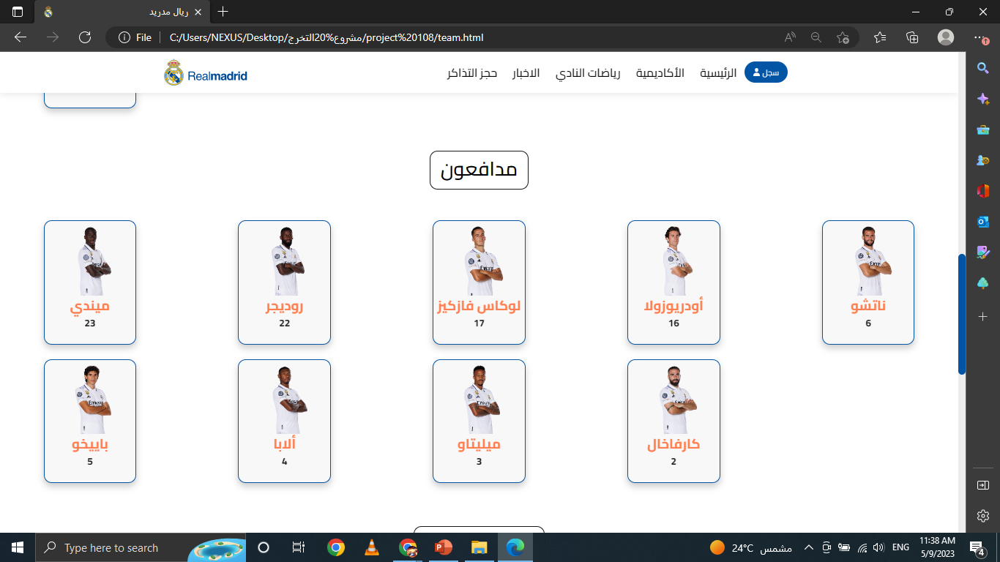 ريال مدريد
File
C:/Users/NEXUS/Desktop/مشروع%20التخرج/project%20108/team.html
سجل
الرئيسية
الأكاديمية
رياضات النادي
الاخبار
حجز التذاكر
Realmadrid
مدافعون
ناتشو
6
أودريوزولا
16
لوكاس فازكيز
17
روديجر
22
ميندي
23
كارفاخال
2
ميليتاو
3
ألابا
4
باييخو
5
Type here to search
24°C مشمس
ENG
11:38 AM
5/9/2023
4